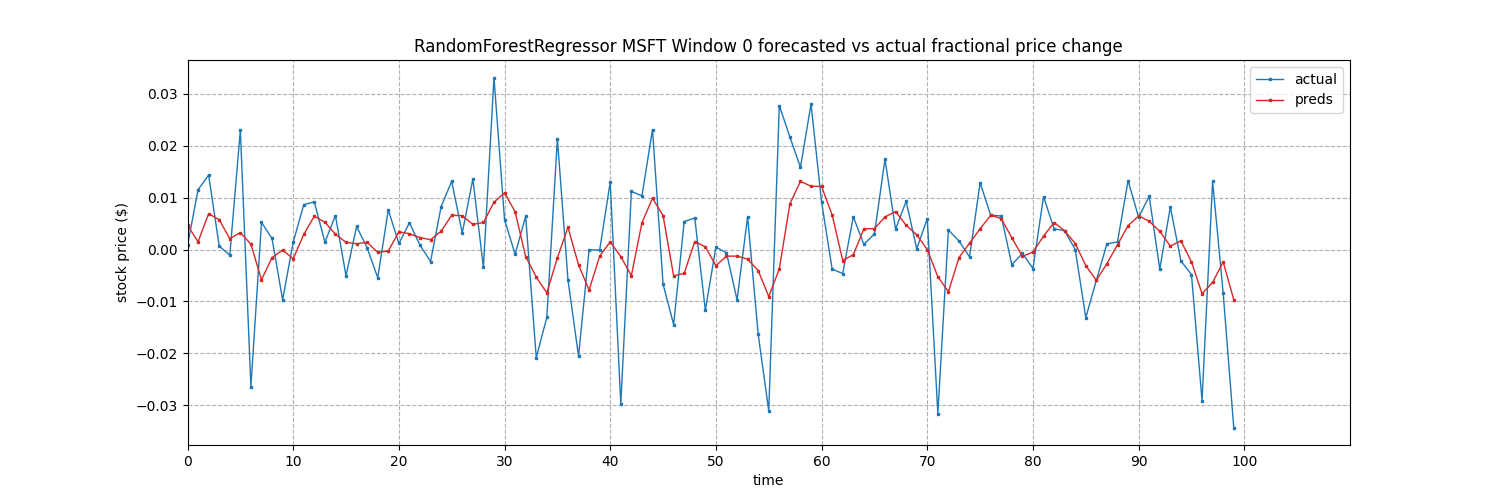 RandomForestRegressor MSFT Window 0 forecasted vs actual fractional price change
actual
preds
stock price ($)
0.03
0.02
0.01
0.00
−0.01
−0.02
−0.03
0 10 20 30 40 50 60 70 80 90 100
time